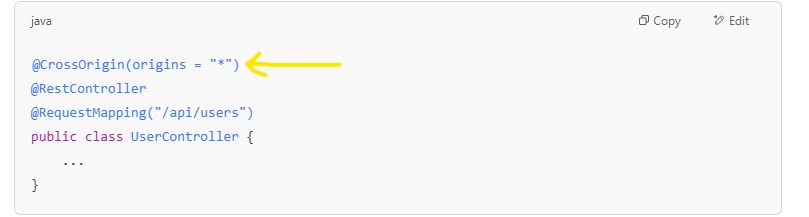 java
Copy
Edit
@CrossOrigin(origins = "*")
@RestController
@RequestMapping("/api/users")
public class UserController {
    ...
}